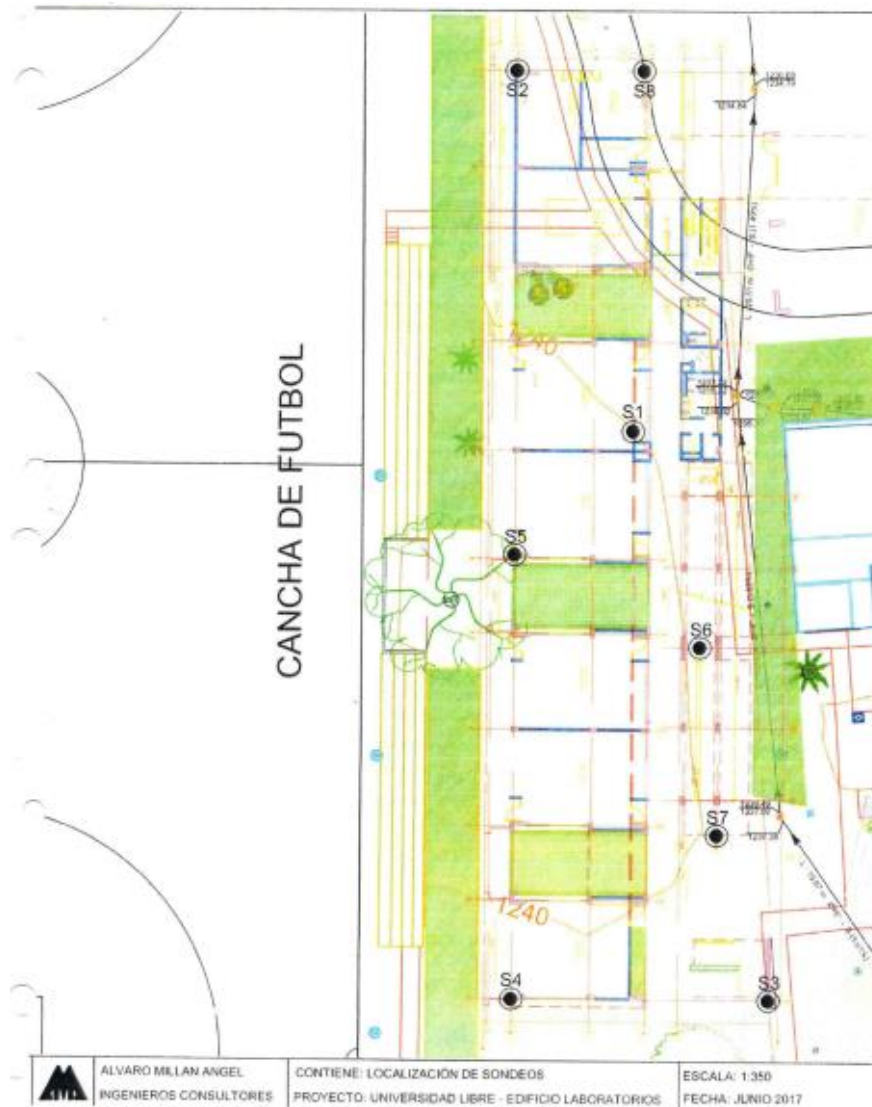 S2
S8
1240
CANCHA DE FUTBOL
S1
S5
S6
S7
1240
S4
S3
ALVARO MILLAN ANGEL
INGENIEROS CONSULTORES
CONTIENE: LOCALIZACIÓN DE SONDEOS
PROYECTO: UNIVERSIDAD LIBRE - EDIFICIO LABORATORIOS
ESCALA: 1:350
FECHA: JUNIO 2017